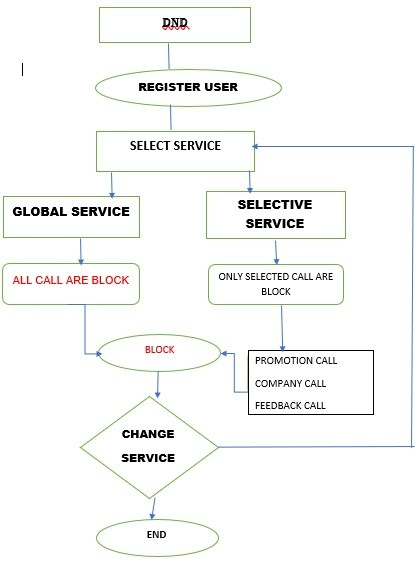 DND
REGISTER USER
SELECT SERVICE
GLOBAL SERVICE
SELECTIVE
SERVICE
ALL CALL ARE BLOCK
ONLY SELECTED CALL ARE
BLOCK
BLOCK
PROMOTION CALL
COMPANY CALL
FEEDBACK CALL
CHANGE
SERVICE
END